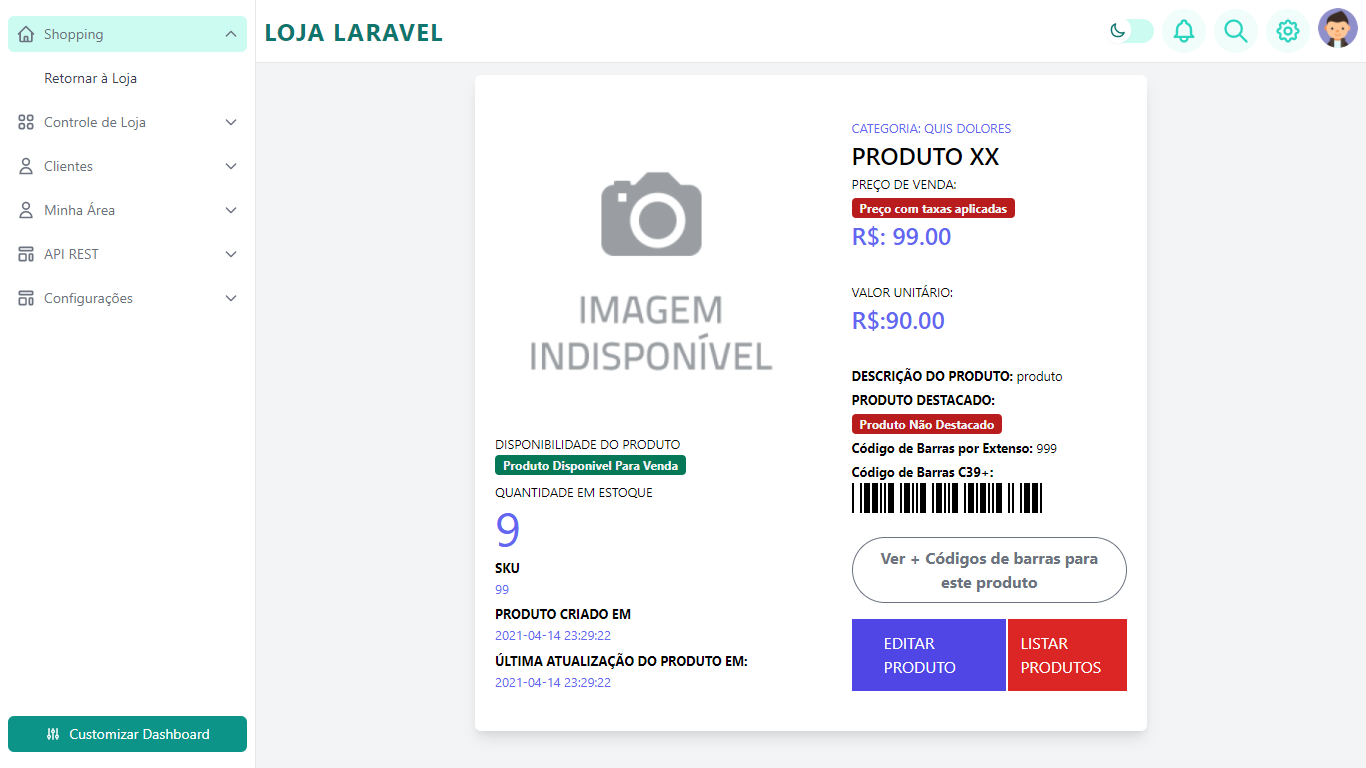 Shopping
Retornar à Loja
Controle de Loja
Clientes
Minha Área
API REST
Configurações
Customizar Dashboard
LOJA LARAVEL
IMAGEM
INDISPONÍVEL
DISPONIBILIDADE DO PRODUTO
Produto Disponivel Para Venda
QUANTIDADE EM ESTOQUE
9
SKU
99
PRODUTO CRIADO EM
2021-04-14 23:29:22
ÚLTIMA ATUALIZAÇÃO DO PRODUTO EM:
2021-04-14 23:29:22
CATEGORIA: QUIS DOLORES
PRODUTO XX
PREÇO DE VENDA:
Preço com taxas aplicadas
R$: 99.00
VALOR UNITÁRIO:
R$:90.00
DESCRIÇÃO DO PRODUTO: produto
PRODUTO DESTACADO:
Produto Não Destacado
Código de Barras por Extenso: 999
Código de Barras C39+:
Ver + Códigos de barras para
este produto
EDITAR
PRODUTO
LISTAR
PRODUTOS